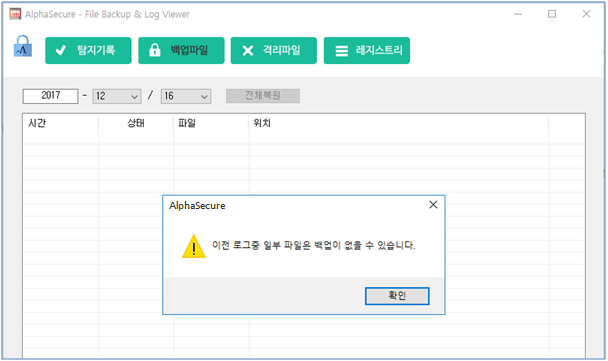 AlphaSecure - File Backup & Log Viewer
-A
탐지기록 백업파일 격리파일 레지스트리
2017 - 12 / 16 전체복원
시간 상태 파일 위치
AlphaSecure
이전 로그중 일부 파일은 백업이 없을 수 있습니다.
확인